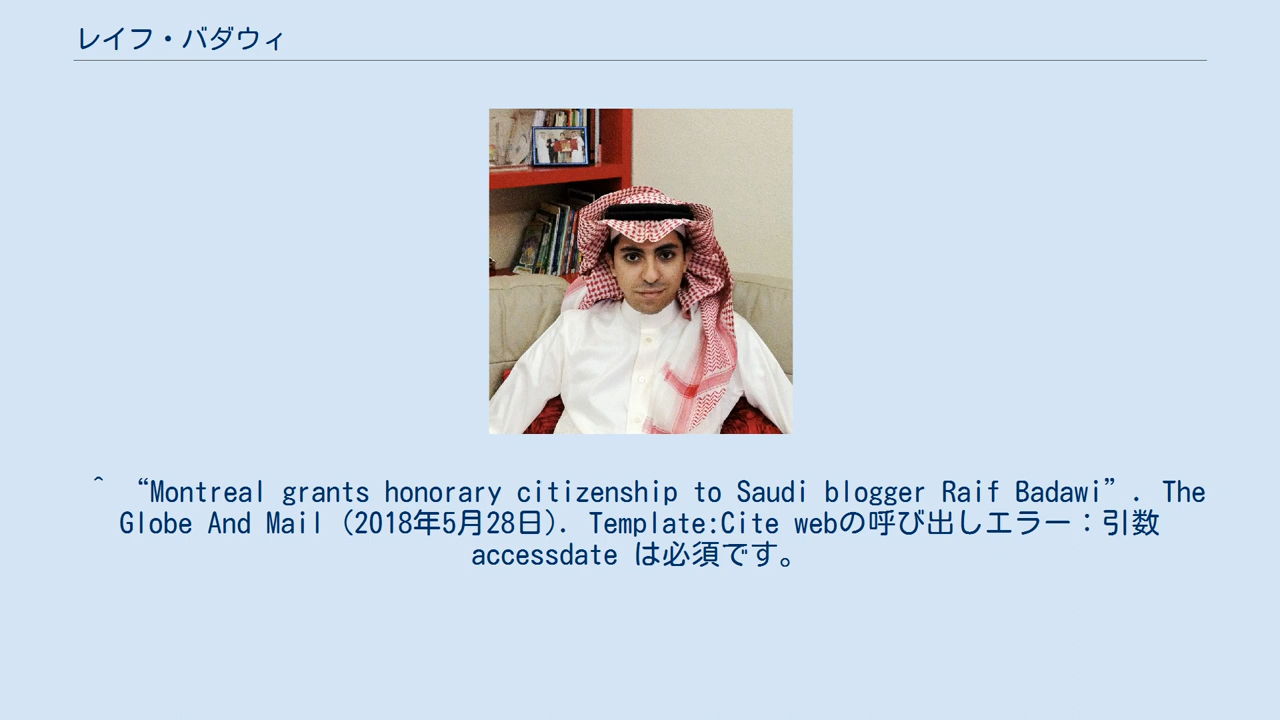 レイフ・バダウィ
^ “Montreal grants honorary citizenship to Saudi blogger Raif Badawi”. The
Globe And Mail (2018年5月28日). Template:Cite webの呼び出しエラー：引数
accessdate は必須です。